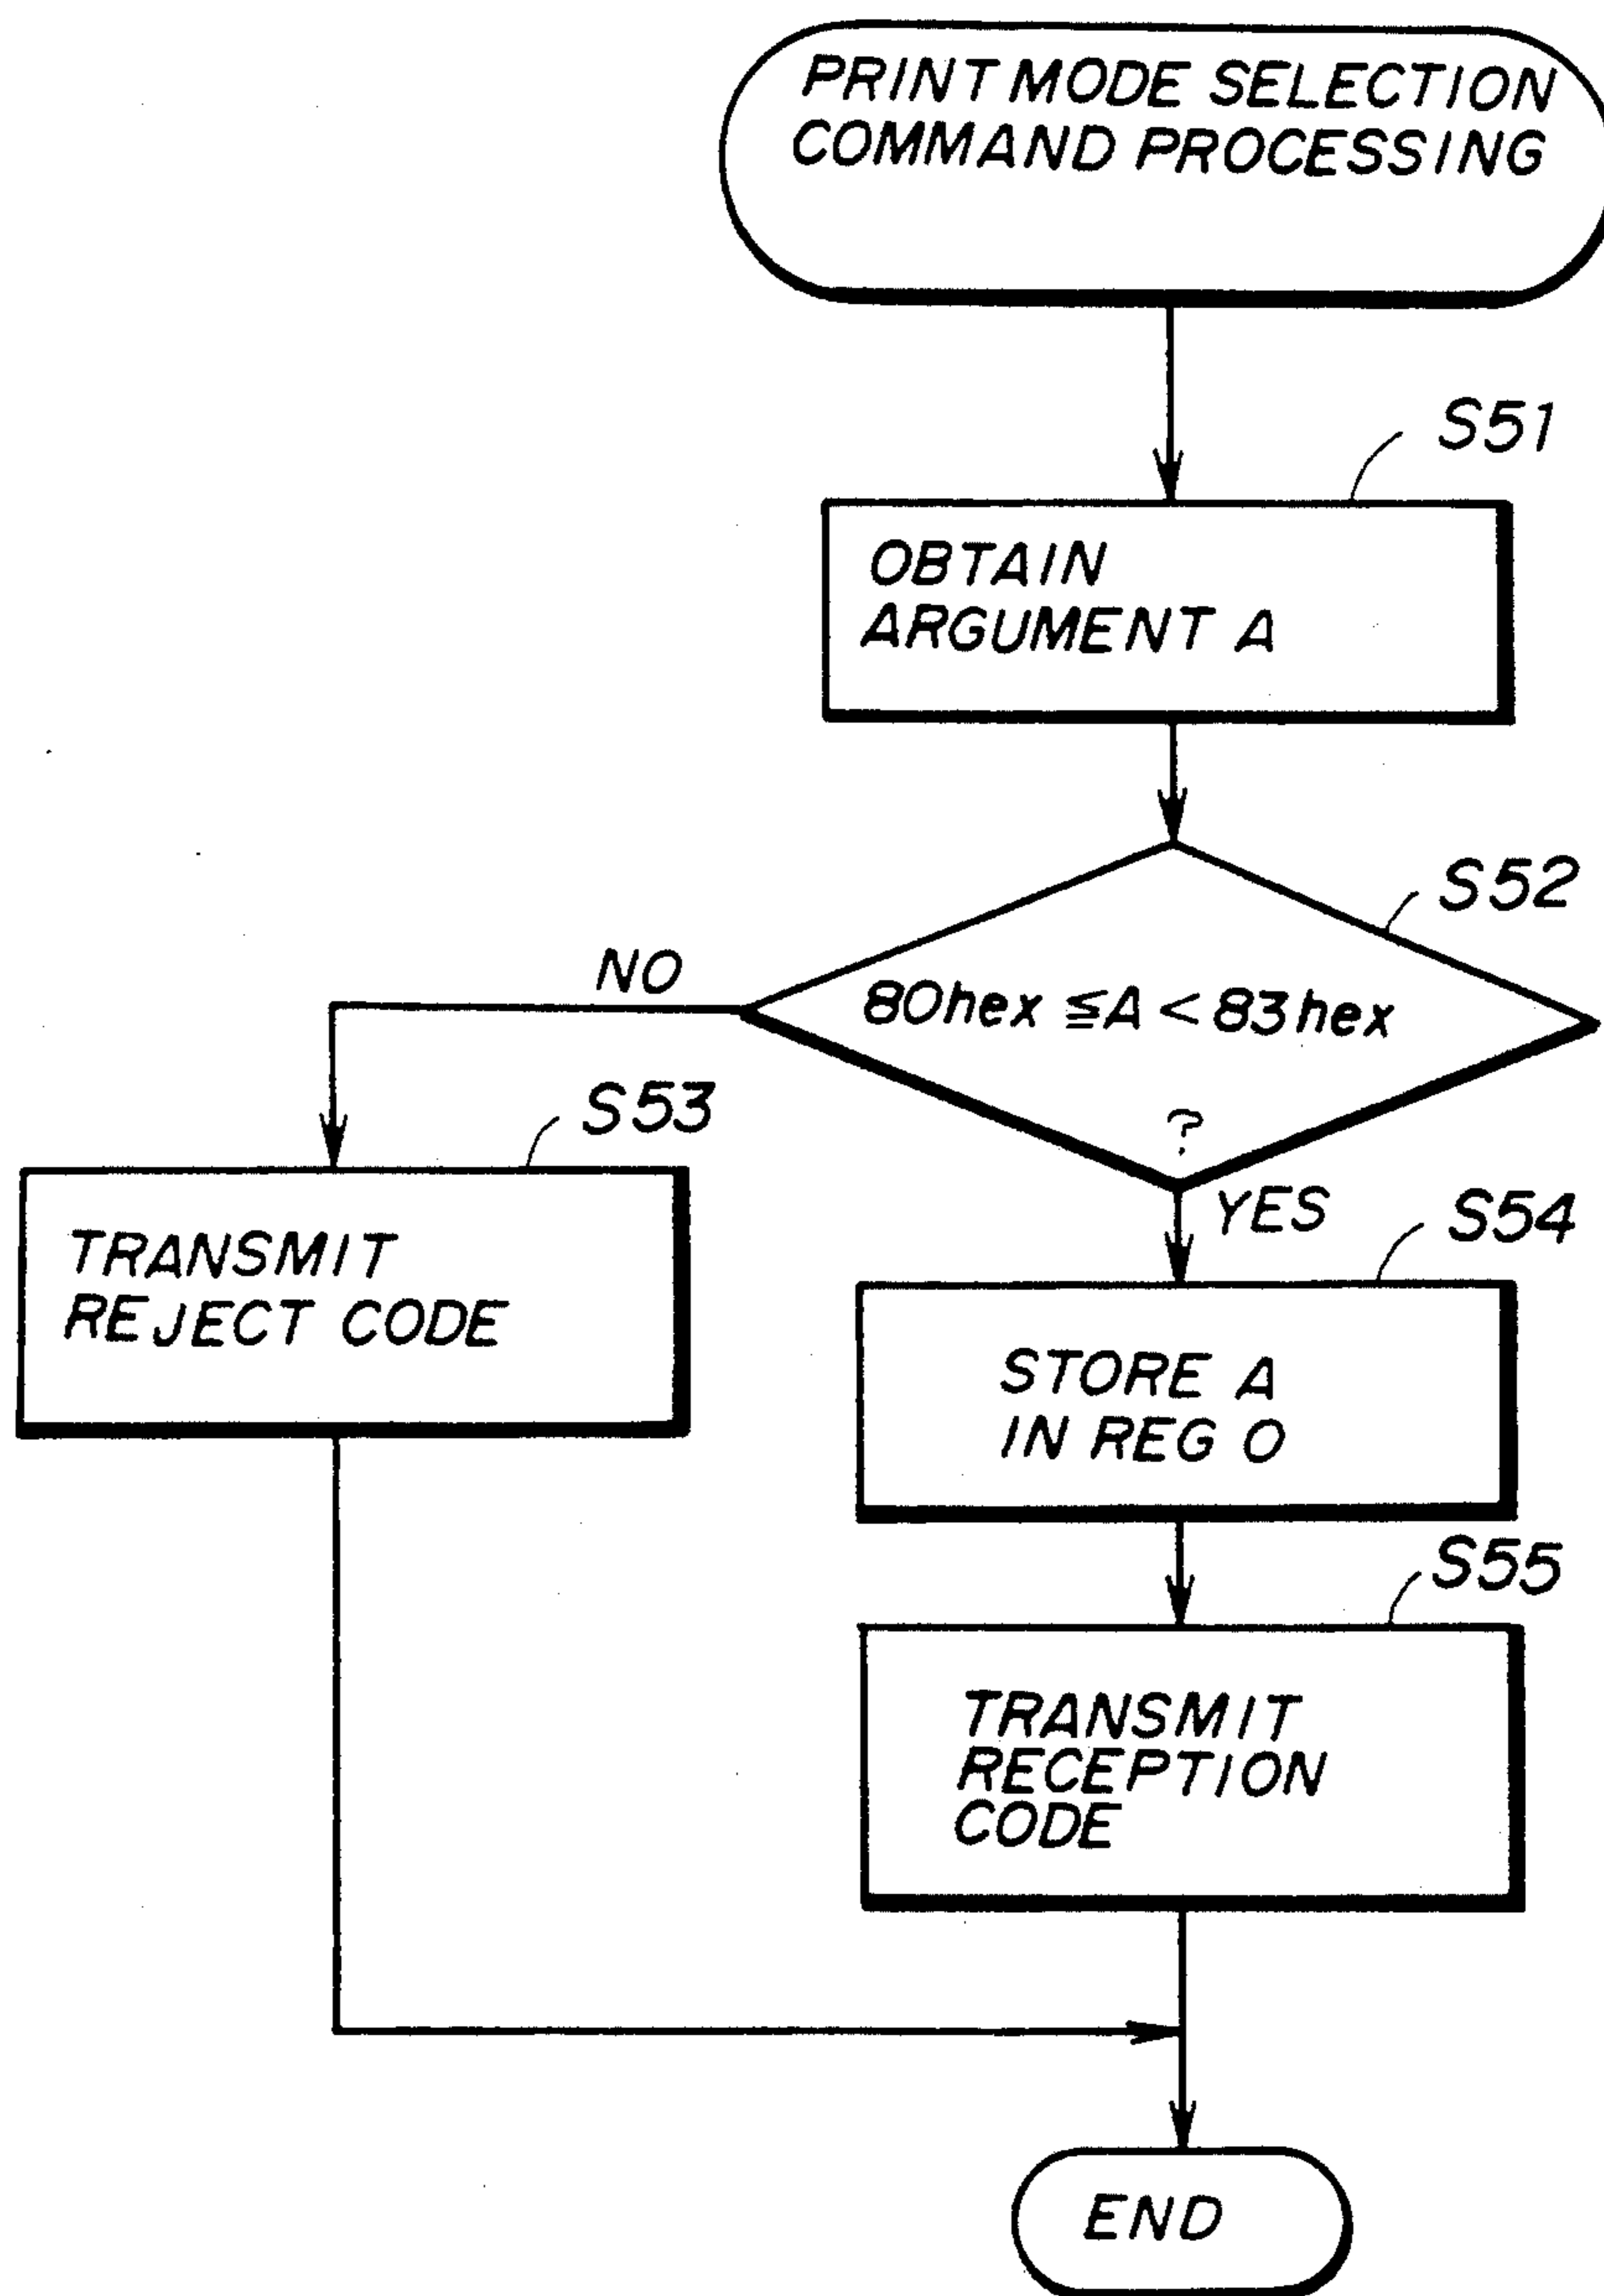 PRINT MODE SELECTION
COMMAND PROCESSING
S51
OBTAIN
ARGUMENT A
S52
NO
80hex ≦A < 83hex
?
S53
YES
S54
TRANSMIT
REJECT CODE
STORE A
IN REG O
S55
TRANSMIT
RECEPTION
CODE
END